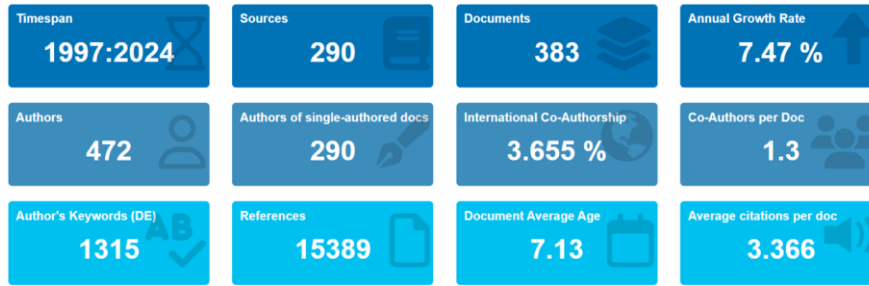 Timespan
1997:2024
Sources
290
Documents
383
Annual Growth Rate
7.47 %
Authors
472
Authors of single-authored docs
290
International Co-Authorship
3.655 %
Co-Authors per Doc
1.3
Author's Keywords (DE)
1315
AB
References
15389
Document Average Age
7.13
Average citations per doc
3.366